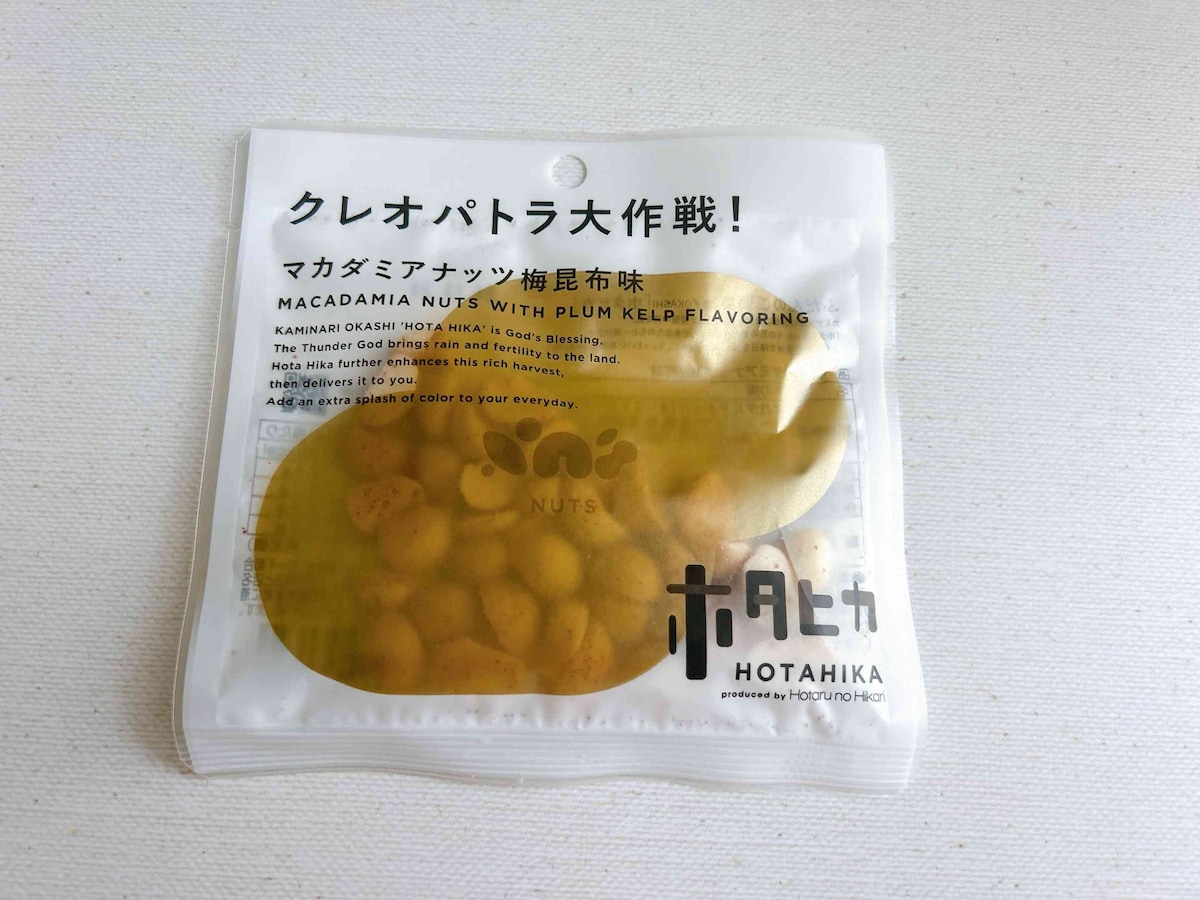 クレオパトラ大作戦！
マカダミアナッツ梅昆布味
MACADAMIA NUTS WITH PLUM KELP FLAVORING
KAMINARI OKASHI 'HOTA HIKA' is God's Blessing.
The Thunder God brings rain and fertility to the land.
Hota Hika further enhances this rich harvest,
then delivers it to you.
Add an extra splash of color to your everyday.
NUTS
ホタヒカ
HOTAHIKA
produced by Hotaru no Hikari